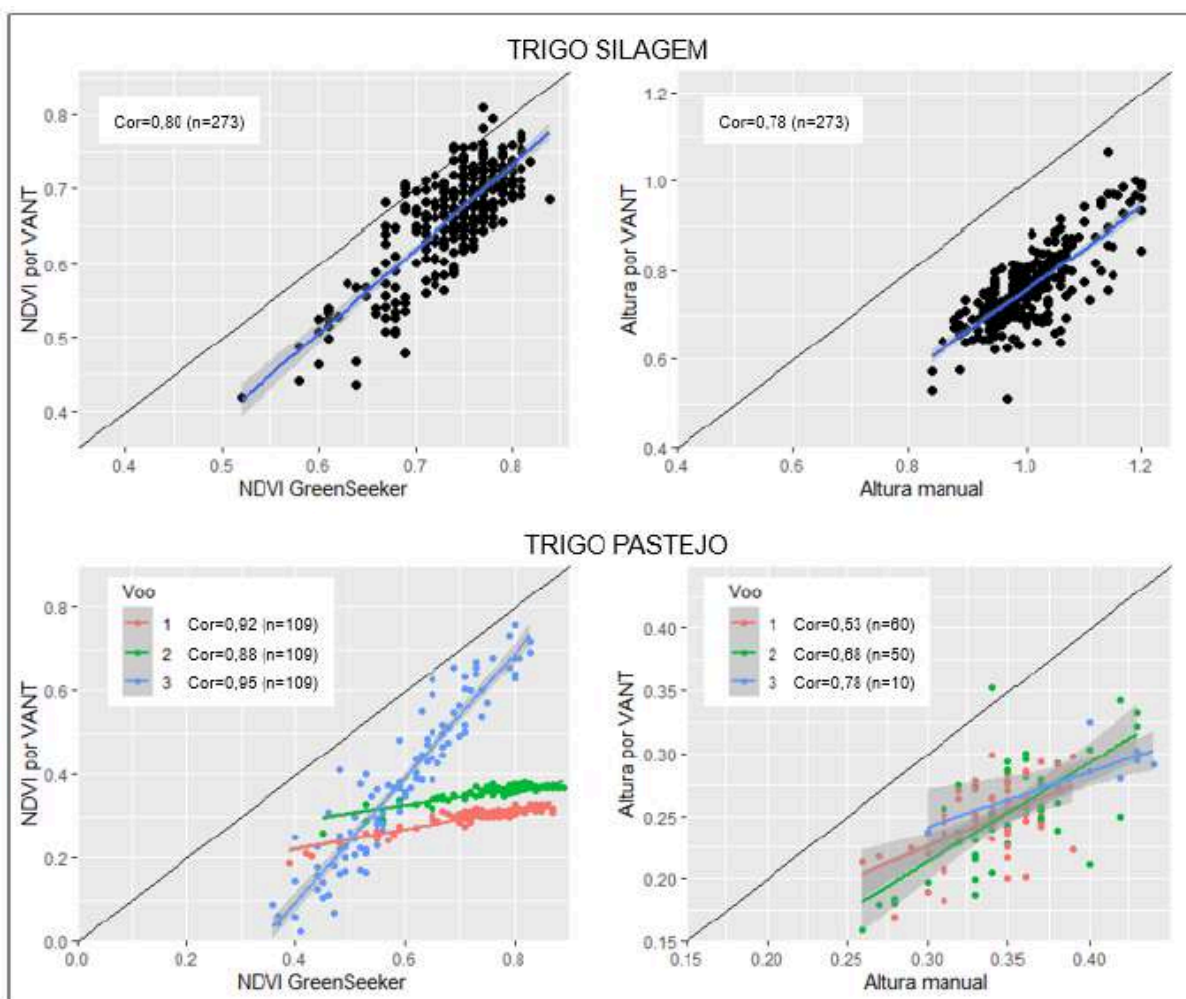 TRIGO SILAGEM
Cor=0,80 (n=273)
NDVI por VANT
0.8
0.7
0.6
0.5
0.4
0.4 0.5 0.6 0.7 0.8
NDVI GreenSeeker
Cor=0,78 (n=273)
Altura por VANT
1.2
1.0
0.8
0.6
0.4
0.4 0.6 0.8 1.0 1.2
Altura manual
TRIGO PASTEJO
Voo
1 Cor=0,92 (n=109)
2 Cor=0,88 (n=109)
3 Cor=0,95 (n=109)
NDVI por VANT
0.8
0.6
0.4
0.2
0.0
0.0 0.2 0.4 0.6 0.8
NDVI GreenSeeker
Voo
1 Cor=0,53 (n=60)
2 Cor=0,68 (n=50)
3 Cor=0,78 (n=10)
Altura por VANT
0.40
0.35
0.30
0.25
0.20
0.15
0.15 0.20 0.25 0.30 0.35 0.40
Altura manual